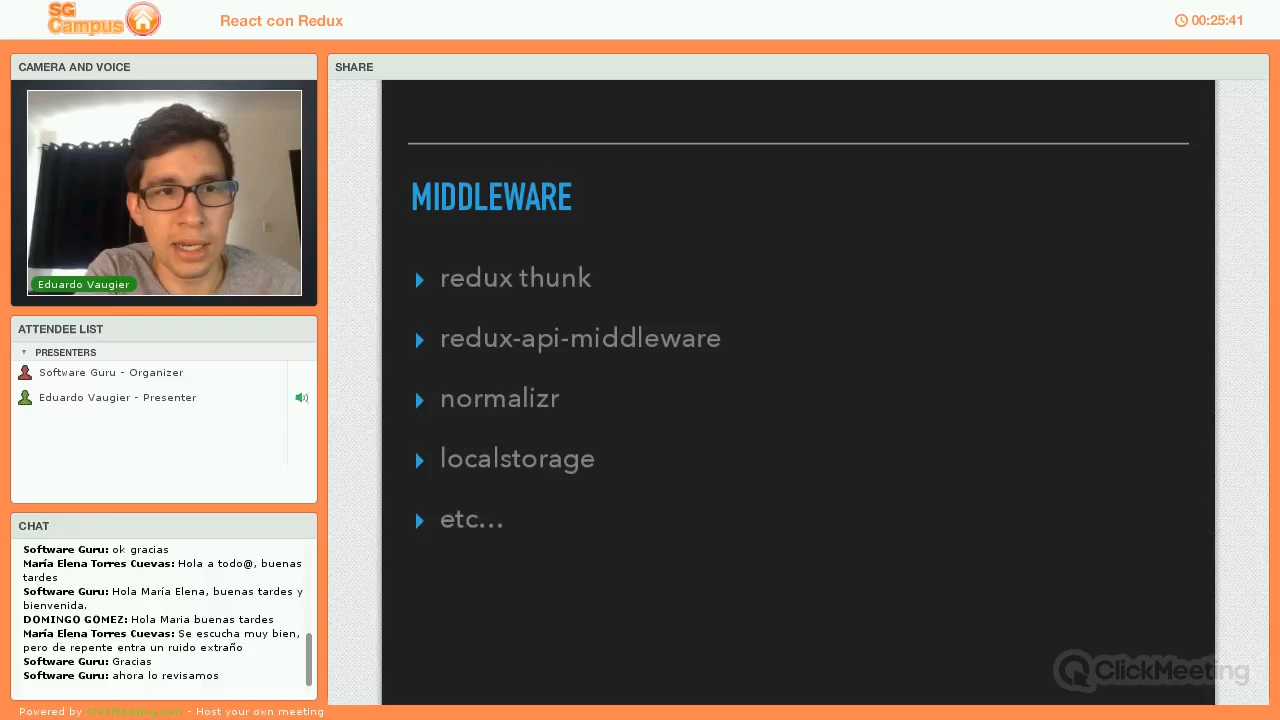 SG
Campus
React con Redux
00:25:41
CAMERA AND VOICE
SHARE
Eduardo Vaugier
MIDDLEWARE
redux thunk
redux-api-middleware
normalizr
localstorage
etc...
ATTENDEE LIST
PRESENTERS
Software Guru - Organizer
Eduardo Vaugier - Presenter
CHAT
Software Guru: ok gracias
María Elena Torres Cuevas: Hola a todo@, buenas
tardes
Software Guru: Hola María Elena, buenas tardes y
bienvenida.
DOMINGO GOMEZ: Hola Maria buenas tardes
María Elena Torres Cuevas: Se escucha muy bien,
pero de repente entra un ruido extraño
Software Guru: Gracias
Software Guru: ahora lo revisamos
ClickMeeting
Powered by ClickMeeting.com - Host your own meeting